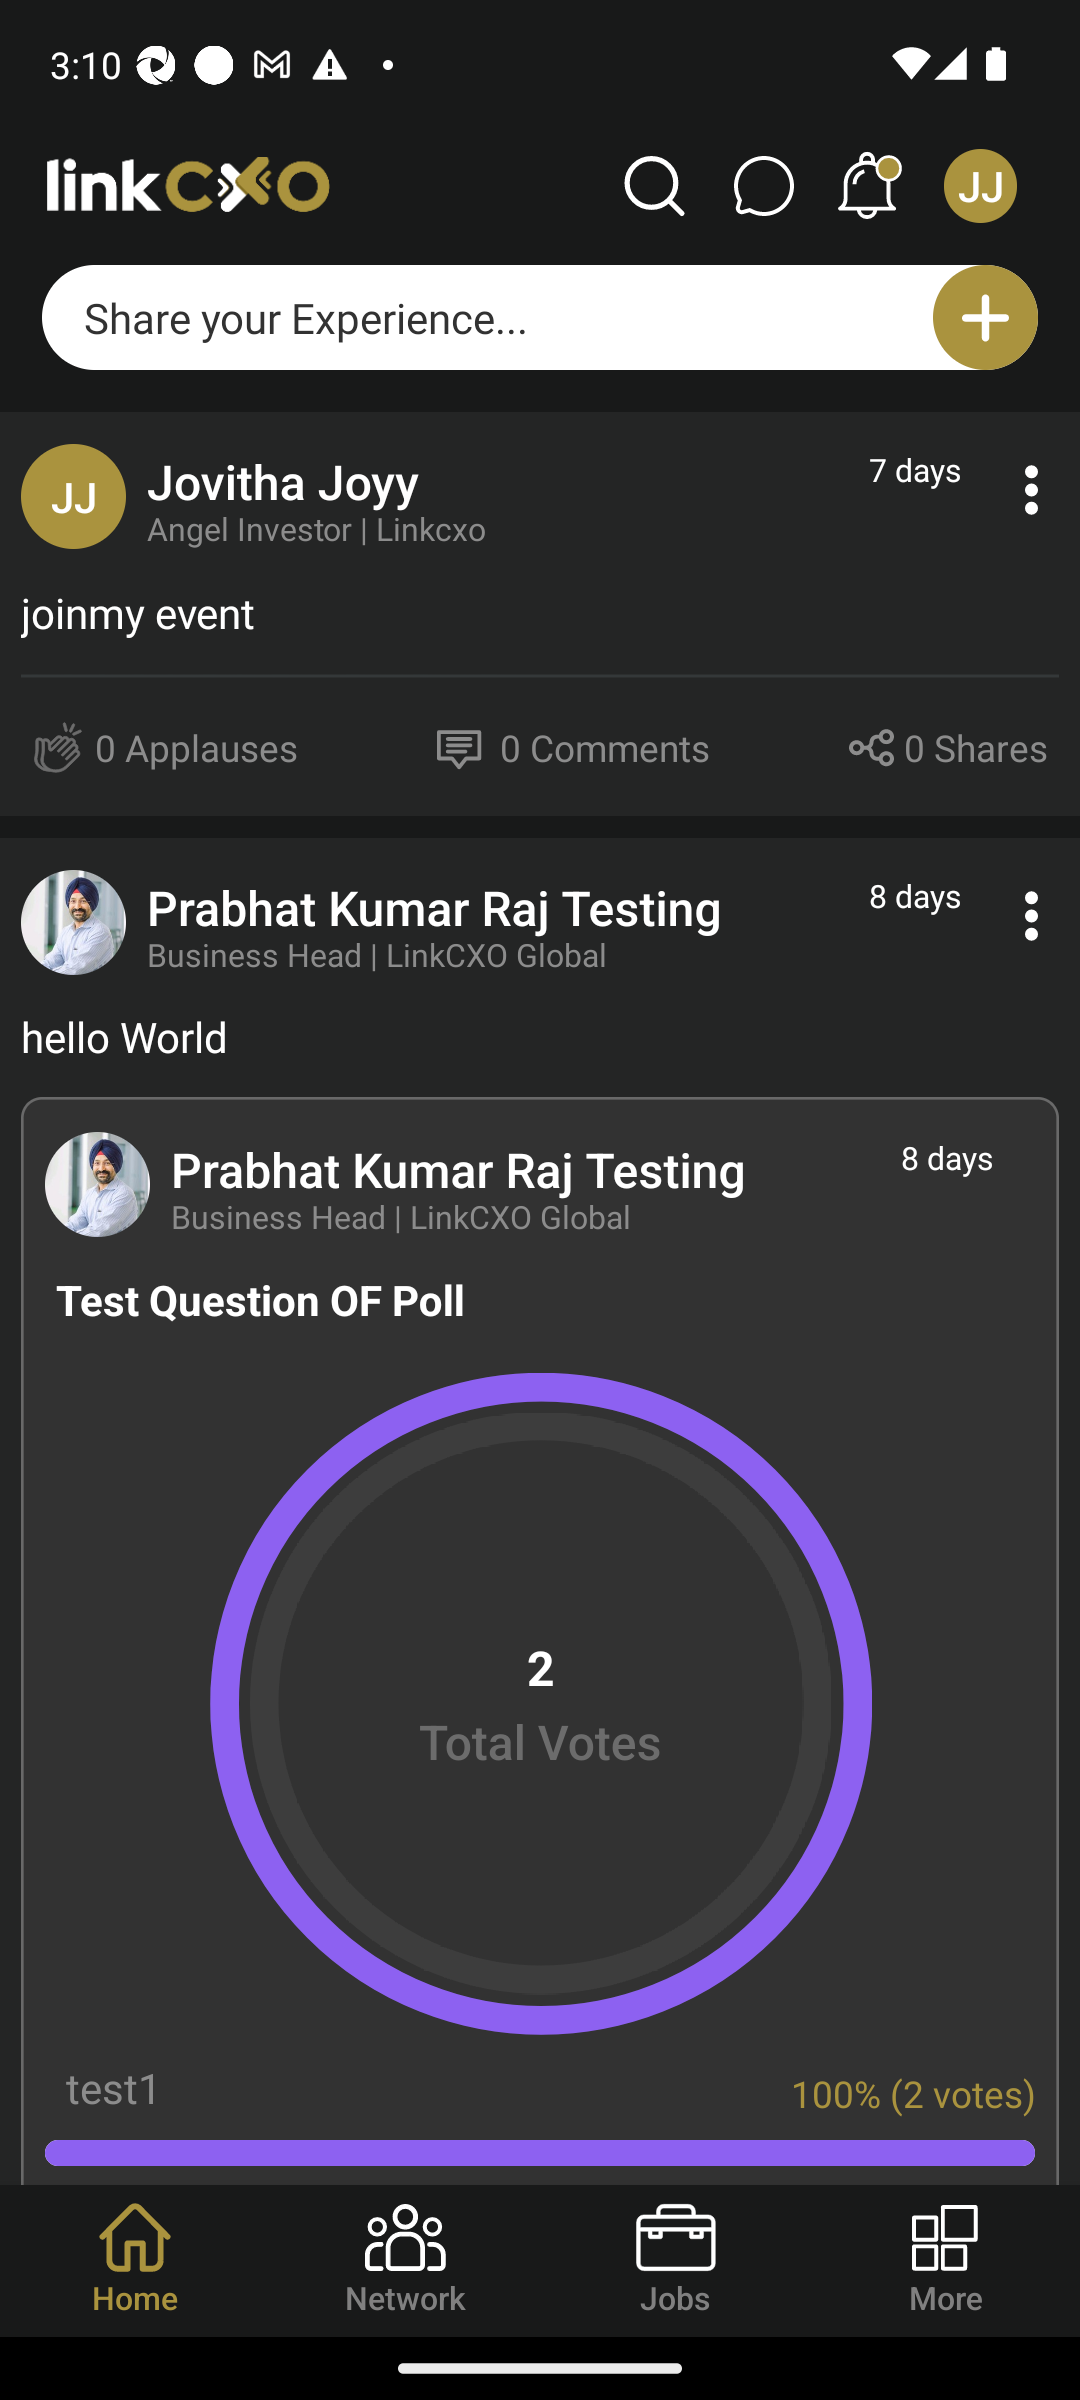 3:10
linkCXO
JJ
Share your Experience...
JJ
Jovitha Joyy
7 days
Angel Investor | Linkcxo
joinmy event
0 Applauses
0 Comments
0 Shares
Prabhat Kumar Raj Testing
8 days
Business Head | LinkCXO Global
hello World
Prabhat Kumar Raj Testing
8 days
Business Head | LinkCXO Global
Test Question OF Poll
2
Total Votes
test1
100% (2 votes)
Home
Network
Jobs
More